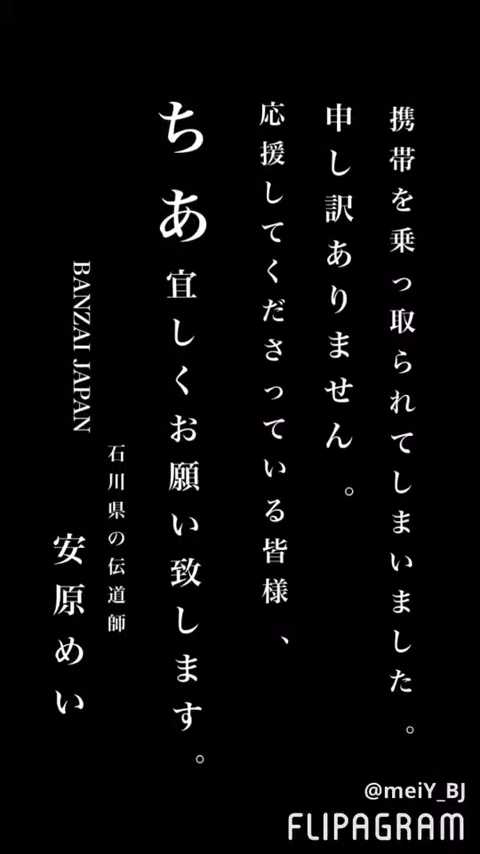 携帯を乗っ取られてしまいました。
申し訳ありません。
応援してくださっている皆様、
ちあ宜しくお願い致します。
石川県の伝道師
BANZAI JAPAN
安原めい
@meiY_BJ
FLIPAGRAM